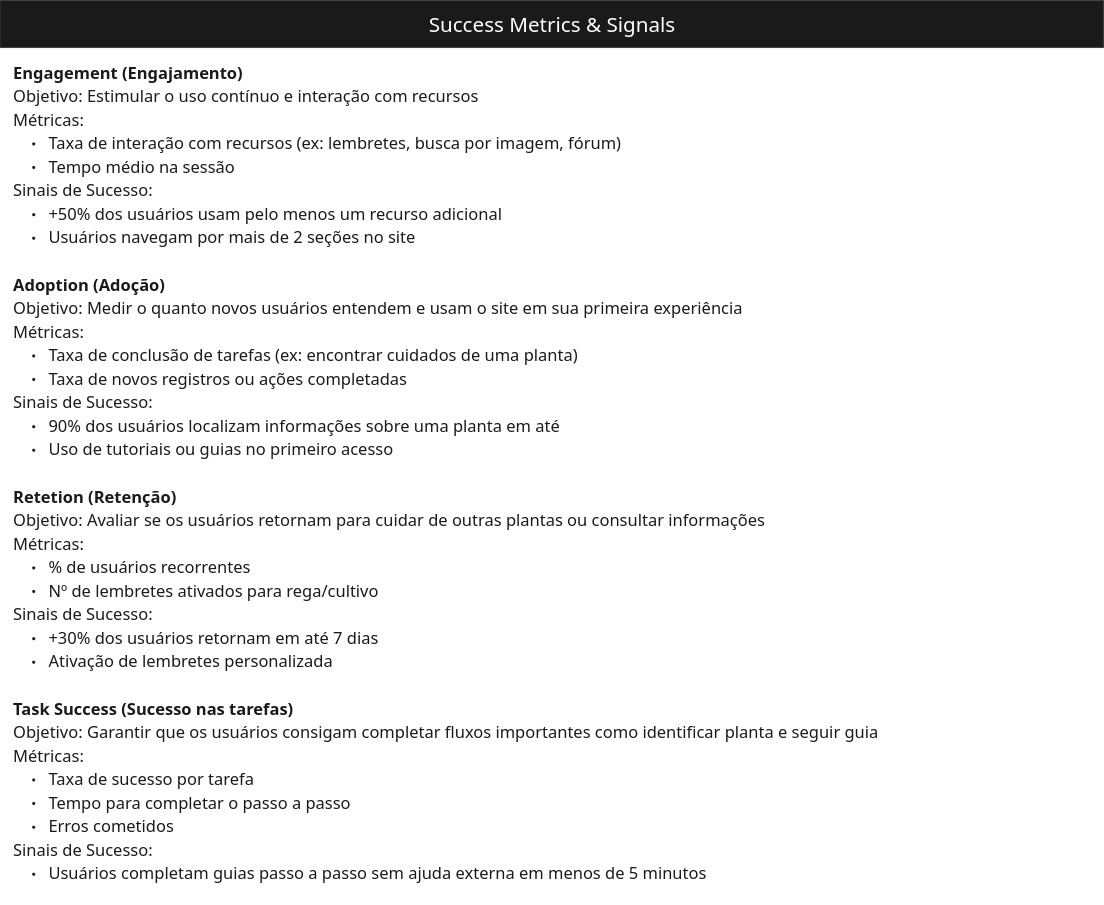 Success Metrics & Signals
Engagement (Engajamento)
Objetivo: Estimular o uso contínuo e interação com recursos
Métricas:
• Taxa de interação com recursos (ex: lembretes, busca por imagem, fórum)
• Tempo médio na sessão
Sinais de Sucesso:
• +50% dos usuários usam pelo menos um recurso adicional
• Usuários navegam por mais de 2 seções no site
Adoption (Adoção)
Objetivo: Medir o quanto novos usuários entendem e usam o site em sua primeira experiência
Métricas:
• Taxa de conclusão de tarefas (ex: encontrar cuidados de uma planta)
• Taxa de novos registros ou ações completadas
Sinais de Sucesso:
• 90% dos usuários localizam informações sobre uma planta em até
• Uso de tutoriais ou guias no primeiro acesso
Retetion (Retenção)
Objetivo: Avaliar se os usuários retornam para cuidar de outras plantas ou consultar informações
Métricas:
• % de usuários recorrentes
• Nº de lembretes ativados para rega/cultivo
Sinais de Sucesso:
• +30% dos usuários retornam em até 7 dias
• Ativação de lembretes personalizada
Task Success (Sucesso nas tarefas)
Objetivo: Garantir que os usuários consigam completar fluxos importantes como identificar planta e seguir guia
Métricas:
• Taxa de sucesso por tarefa
• Tempo para completar o passo a passo
• Erros cometidos
Sinais de Sucesso:
• Usuários completam guias passo a passo sem ajuda externa em menos de 5 minutos